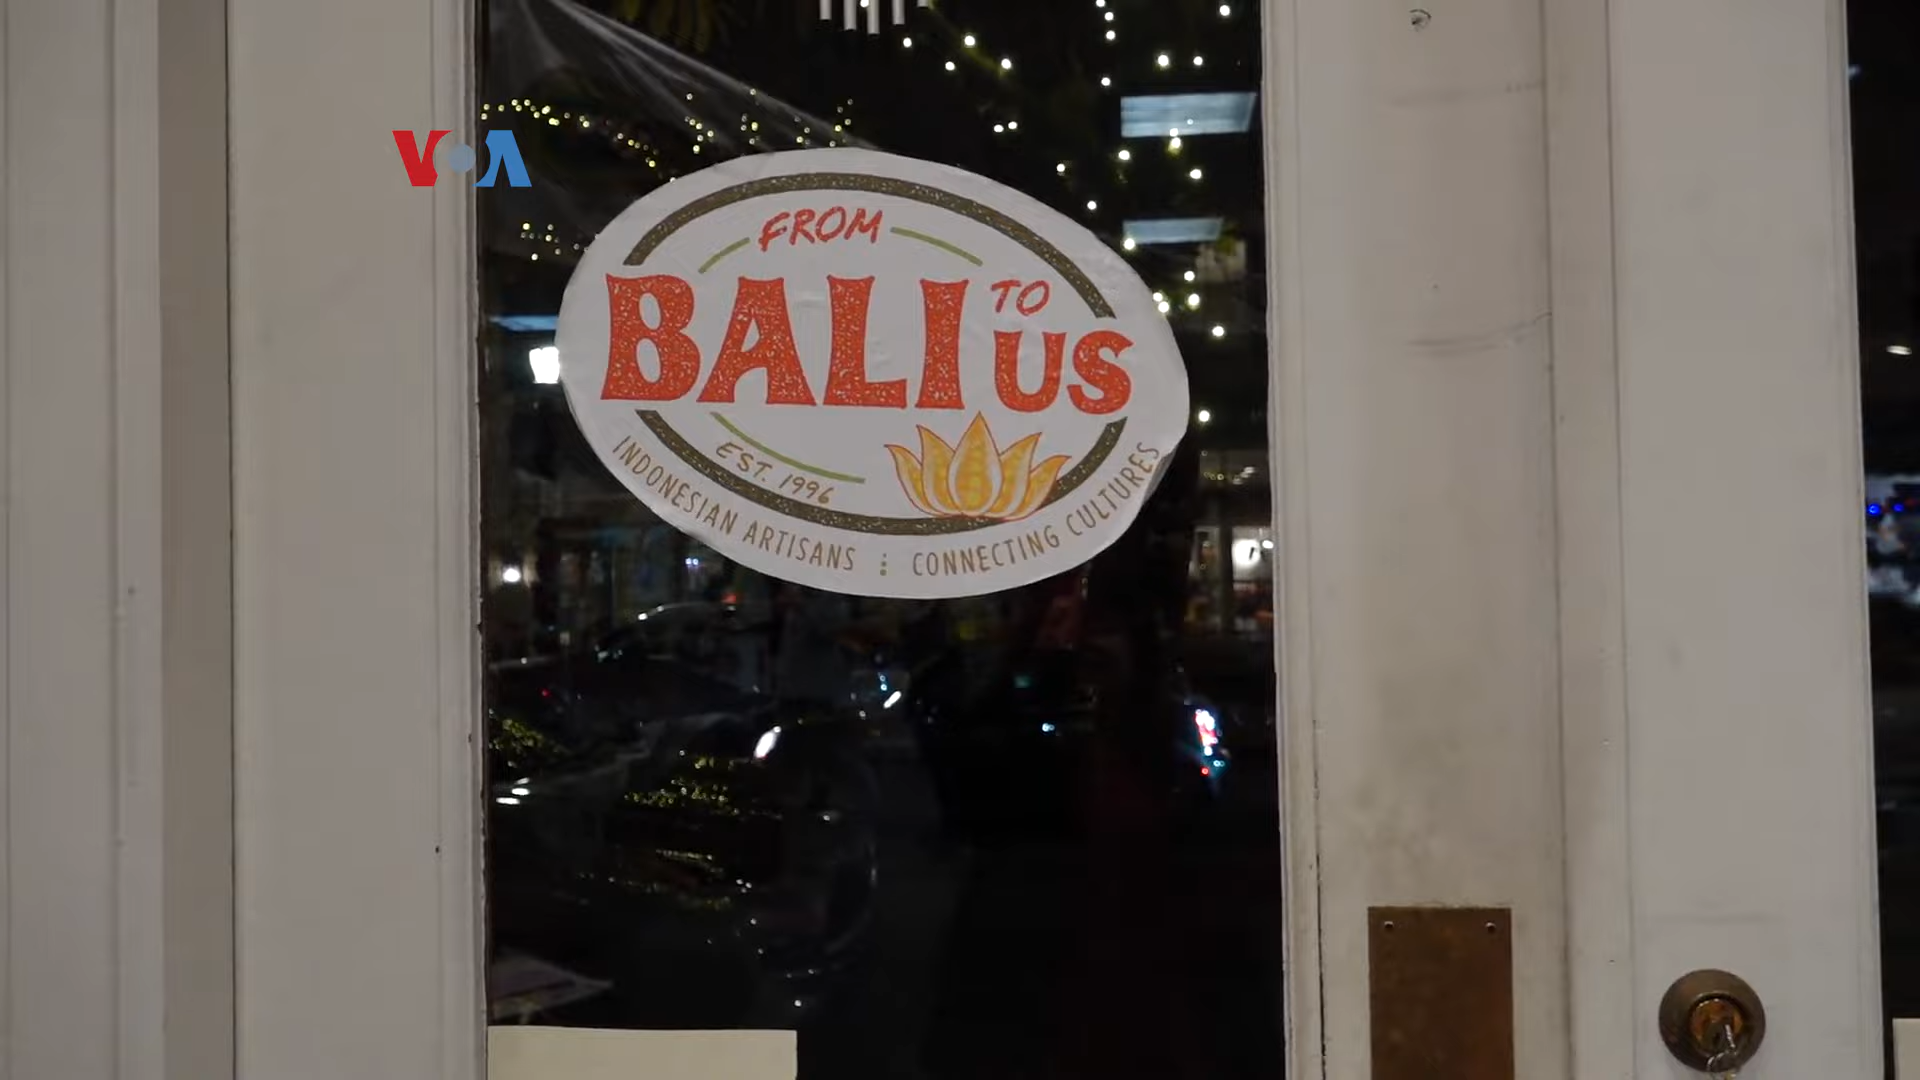 VOA
FROM
BALI TO US
EST. 1996
INDONESIAN ARTISANS : CONNECTING CULTURES